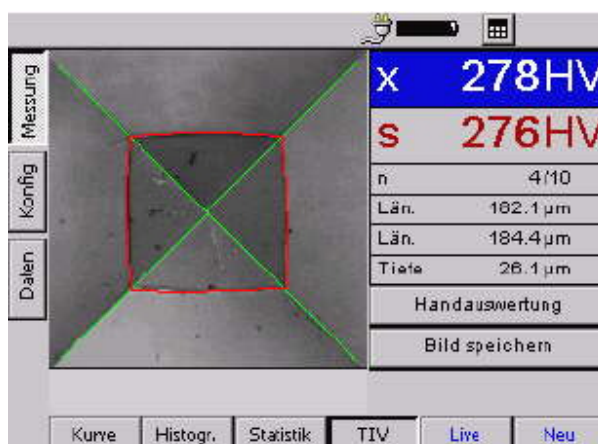 Messung
Konfig
Daten
x 278HV
s 276HV
n 4/10
Län. 182.1µm
Län. 184.4µm
Tiefe 26.1µm
Handauswertung
Bild speichern
Kurve Histogr. Statistik TIV Live Neu